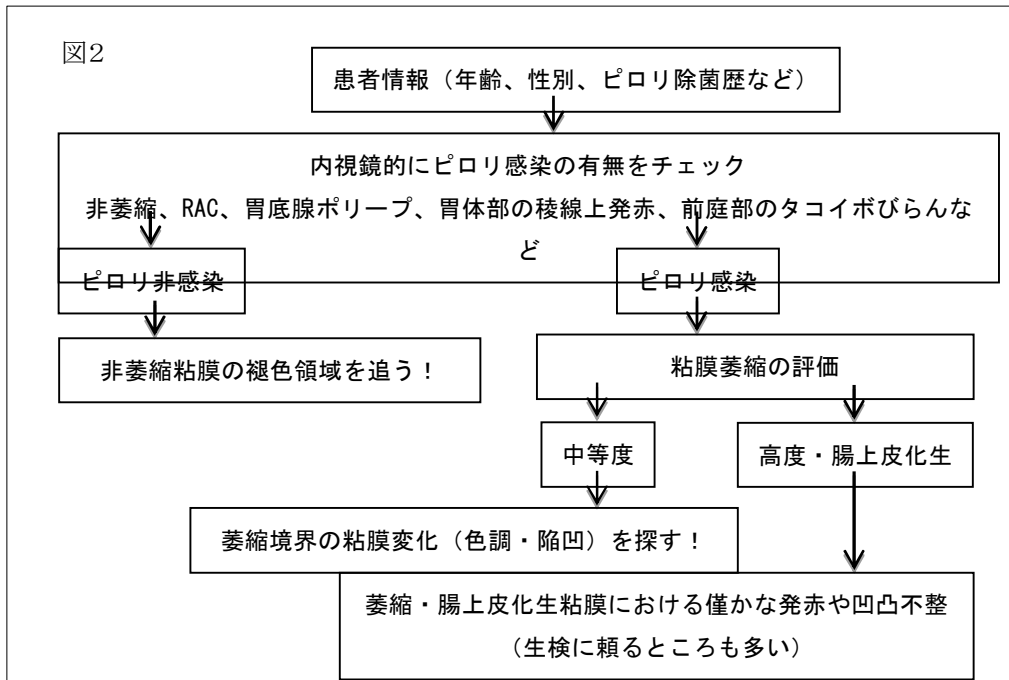 図2
患者情報（年齢、性別、ピロリ除菌歴など）
内視鏡的にピロリ感染の有無をチェック
非萎縮、RAC、胃底腺ポリープ、胃体部の稜線上発赤、前庭部のタコイボびらんな
ど
ピロリ非感染
ピロリ感染
非萎縮粘膜の褪色領域を追う！
粘膜萎縮の評価
中等度
高度・腸上皮化生
萎縮境界の粘膜変化（色調・陥凹）を探す！
萎縮・腸上皮化生粘膜における僅かな発赤や凹凸不整
（生検に頼るところも多い）